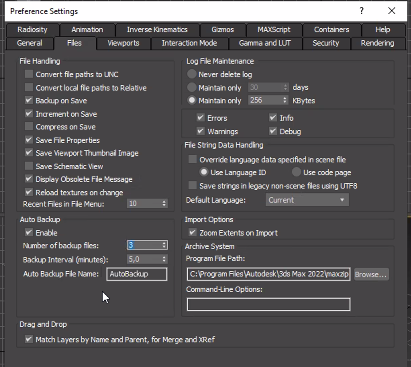 Preference Settings
Radiosity Animation Inverse Kinematics Gizmos MAXScript Containers Help
General Files Viewports Interaction Mode Gamma and LUT Security Rendering
File Handling
Convert file paths to UNC
Convert local file paths to Relative
Backup on Save
Increment on Save
Compress on Save
Save File Properties
Save Viewport Thumbnail Image
Save Schematic View
Display Obsolete File Message
Reload textures on change
Recent Files in File Menu: 10
Log File Maintenance
Never delete log
Maintain only 30 days
Maintain only 256 KBytes
Errors Info
Warnings Debug
File String Data Handling
Override language data specified in scene file
Use Language ID Use code page
Save strings in legacy non-scene files using UTF8
Default Language: Current
Auto Backup
Enable
Number of backup files: 3
Backup Interval (minutes): 5,0
Auto Backup File Name: AutoBackup
Import Options
Zoom Extents on Import
Archive System
Program File Path:
C:\Program Files\Autodesk\3ds Max 2022\maxzip Browse...
Command-Line Options:
Drag and Drop
Match Layers by Name and Parent, for Merge and XRef